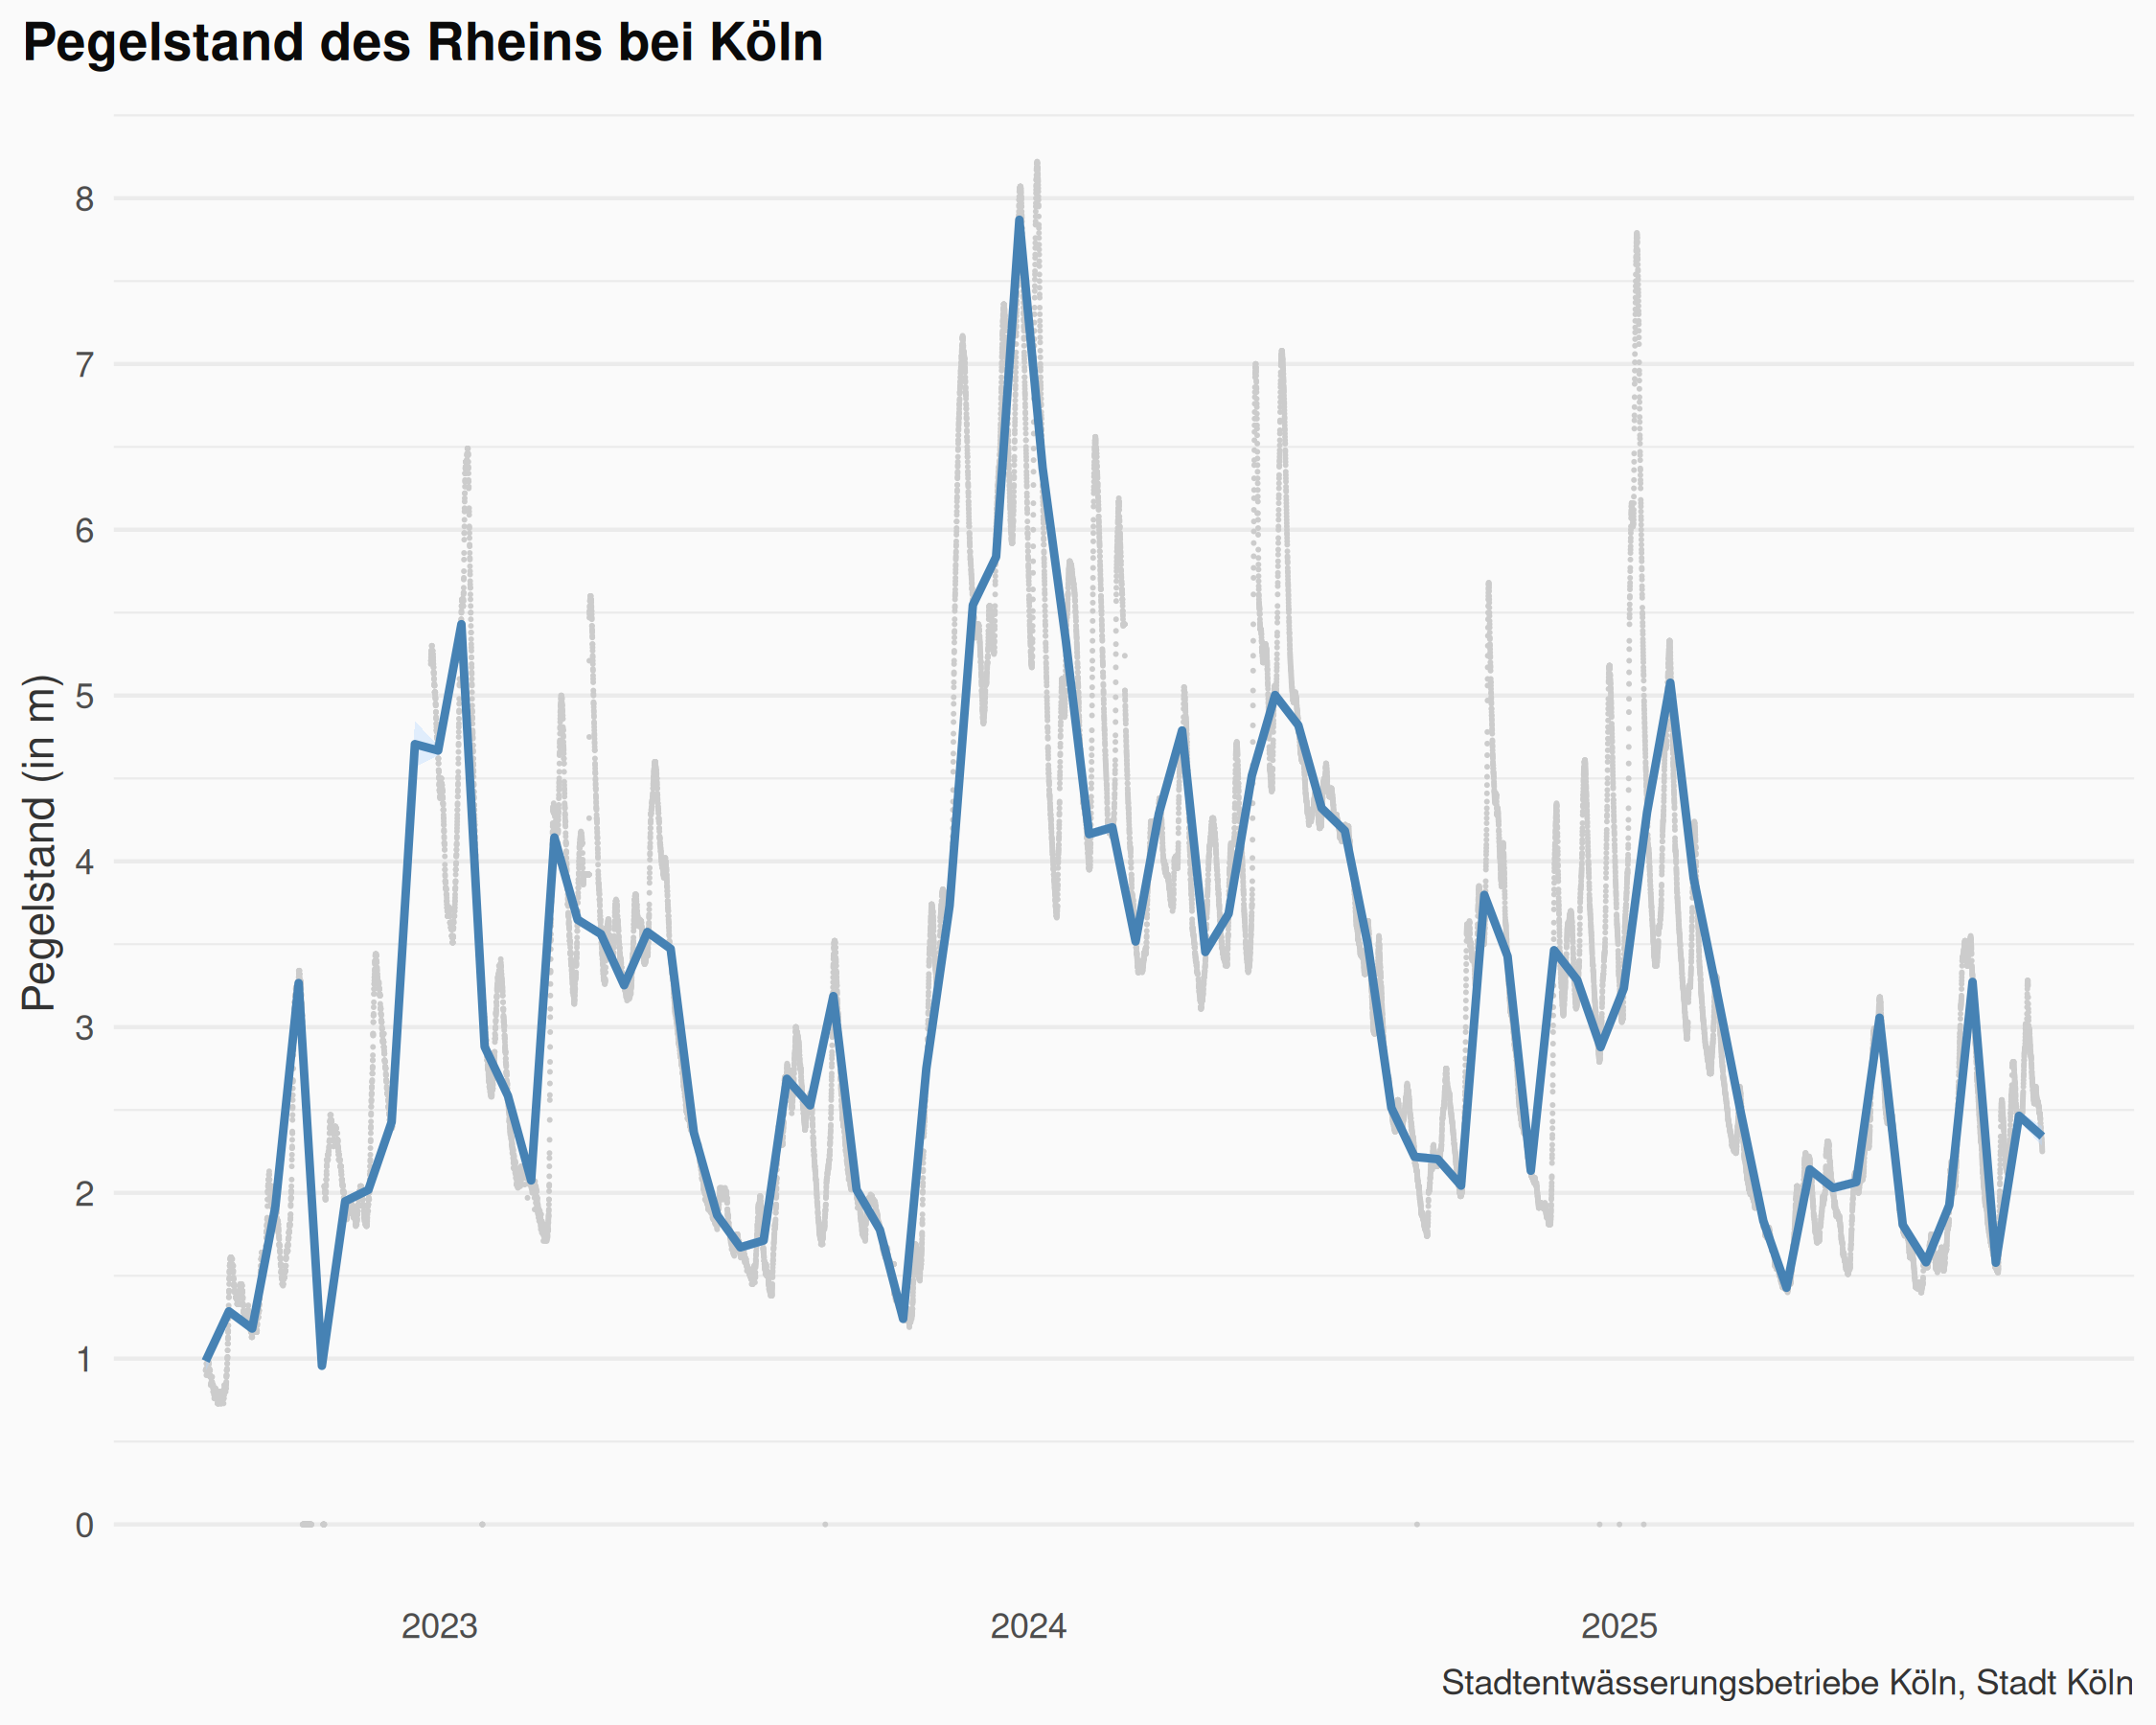 Pegelstand des Rheins bei Köln
Pegelstand (in m)
8
7
6
5
4
3
2
1
0
2023 2024 2025
Stadtentwässerungsbetriebe Köln, Stadt Köln